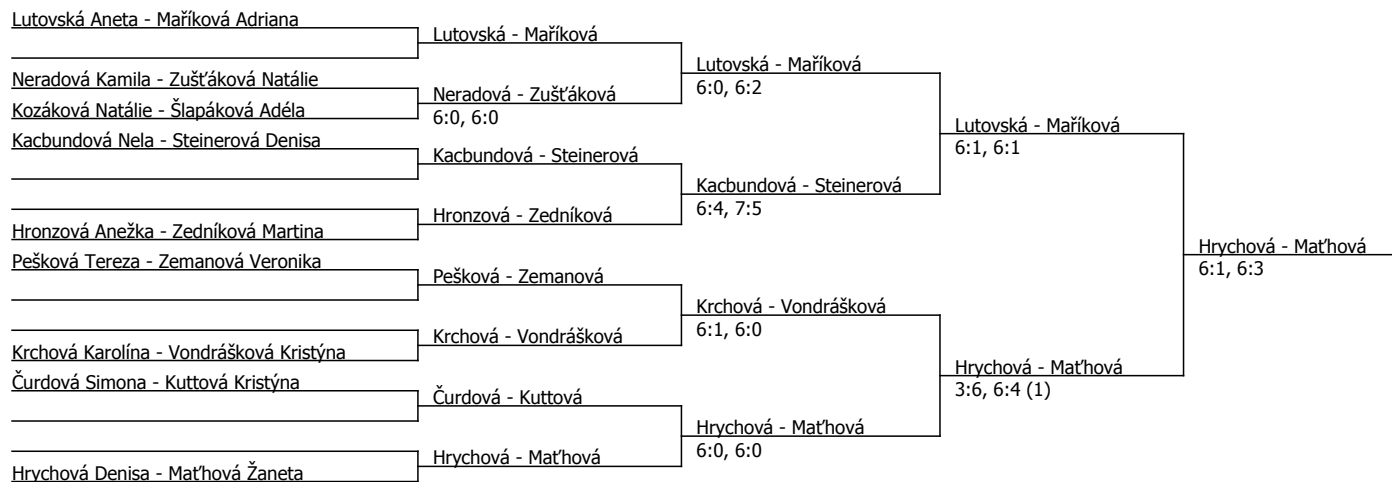 Lutovská Aneta - Maříková Adriana
Neradová Kamila - Zušťáková Natálie
Kozáková Natálie - Šlapáková Adéla
Kacbundová Nela - Steinerová Denisa
Hronzová Anežka - Zedníková Martina
Pešková Tereza - Zemanová Veronika
Krchová Karolína - Vondrášková Kristýna
Čurdová Simona - Kuttová Kristýna
Hrychová Denisa - Maťhová Žaneta
Lutovská - Maříková
Neradová - Zušťáková
6:0, 6:0
Kacbundová - Steinerová
Hronzová - Zedníková
Pešková - Zemanová
Krchová - Vondrášková
Čurdová - Kuttová
Hrychová - Maťhová
Lutovská - Maříková
6:0, 6:2
Kacbundová - Steinerová
6:4, 7:5
Krchová - Vondrášková
6:1, 6:0
Hrychová - Maťhová
6:0, 6:0
Lutovská - Maříková
6:1, 6:1
Hrychová - Maťhová
3:6, 6:4 (1)
Hrychová - Maťhová
6:1, 6:3